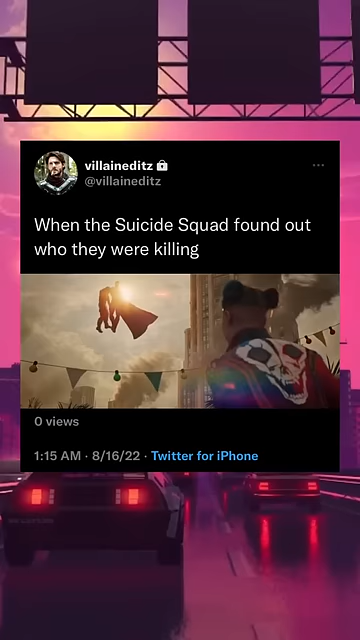 villaineditz
@villaineditz
When the Suicide Squad found out
who they were killing
0 views
1:15 AM · 8/16/22 · Twitter for iPhone